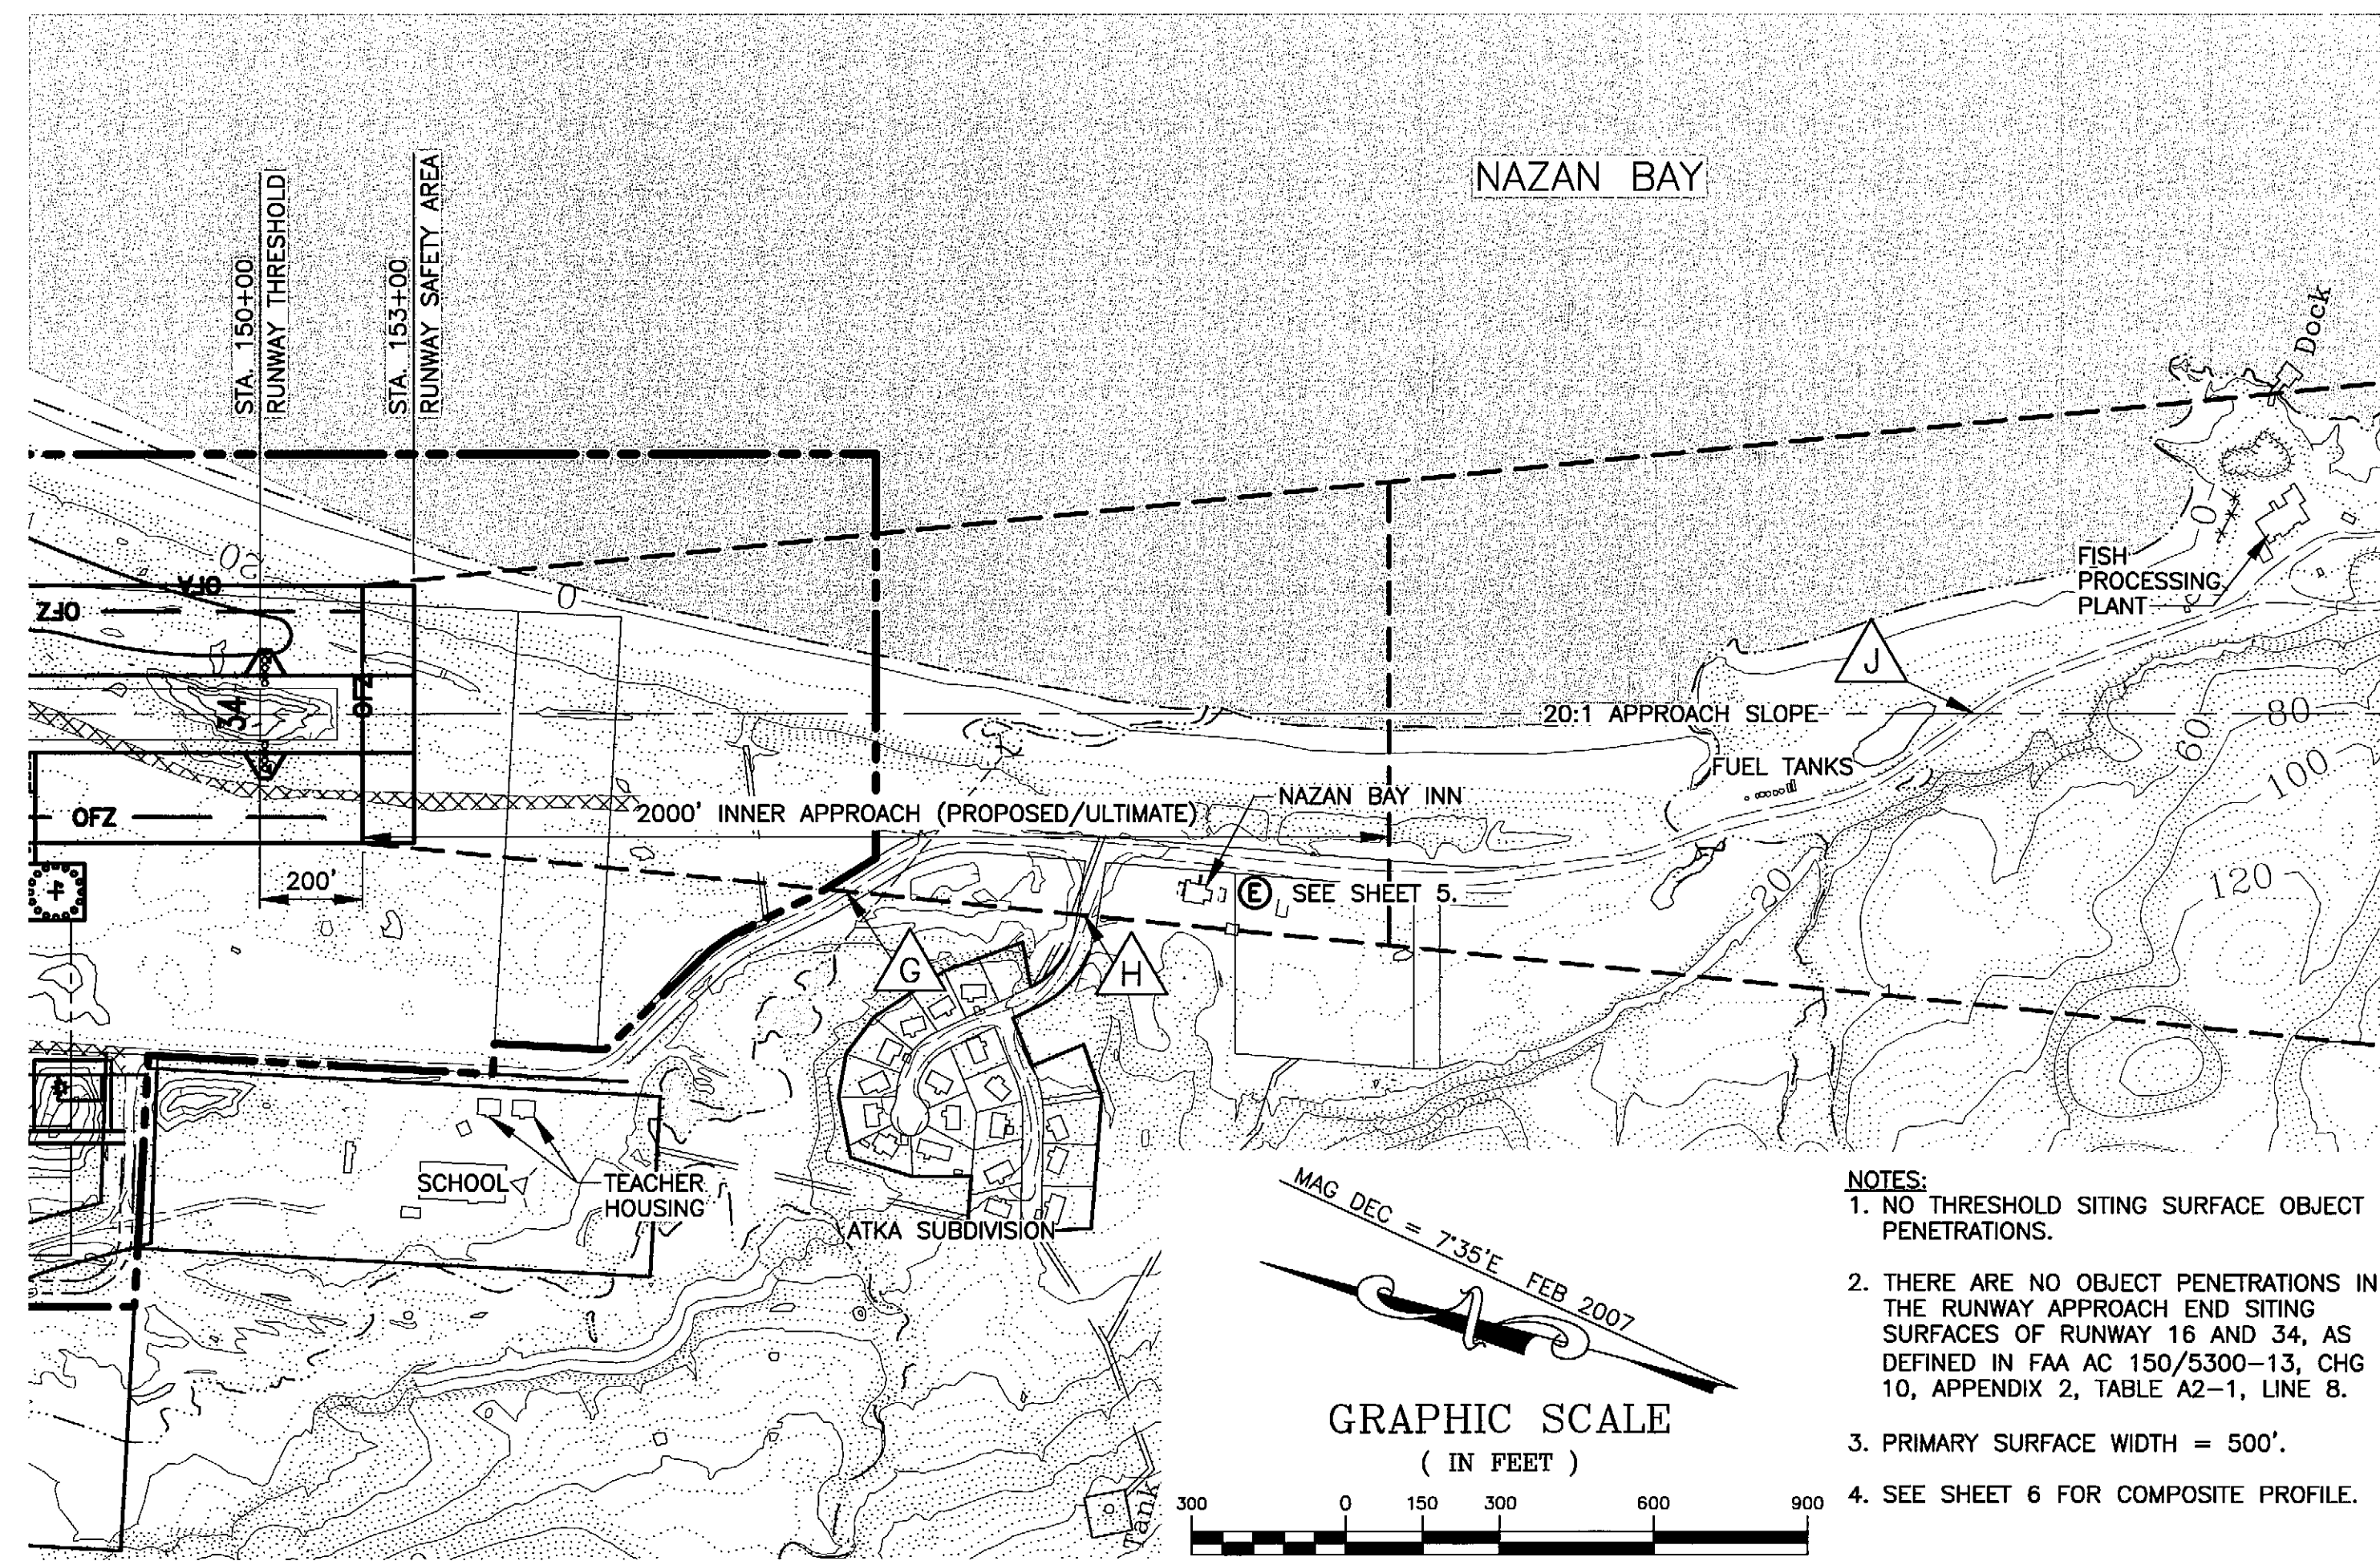 NAZAN BAY
STA. 150+00
RUNWAY THRESHOLD
STA. 153+00
RUNWAY SAFETY AREA
Dock
0
20
OFA
OFZ
0
FISH
PROCESSING
PLANT
J
34
OFZ
20:1 APPROACH SLOPE
80
60
100
FUEL TANKS
NAZAN BAY INN
2000' INNER APPROACH (PROPOSED/ULTIMATE)
OFZ
200'
E SEE SHEET 5.
20
120
G
H
SCHOOL
TEACHER
HOUSING
ATKA SUBDIVISION
Tank
MAG DEC = 7°35'E FEB 2007
N
GRAPHIC SCALE
( IN FEET )
300 0 150 300 600 900
NOTES:
1. NO THRESHOLD SITING SURFACE OBJECT
PENETRATIONS.
2. THERE ARE NO OBJECT PENETRATIONS IN
THE RUNWAY APPROACH END SITING
SURFACES OF RUNWAY 16 AND 34, AS
DEFINED IN FAA AC 150/5300-13, CHG
10, APPENDIX 2, TABLE A2-1, LINE 8.
3. PRIMARY SURFACE WIDTH = 500'.
4. SEE SHEET 6 FOR COMPOSITE PROFILE.